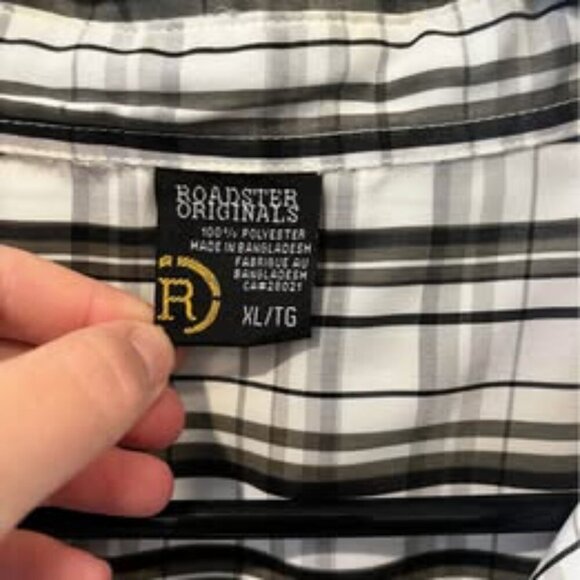 ROADSTER
ORIGINALS
100% POLYESTER
MADE IN BANGLADESH
FABRIQUE AU
BANGLADESH
CA#28021
R
XL/TG